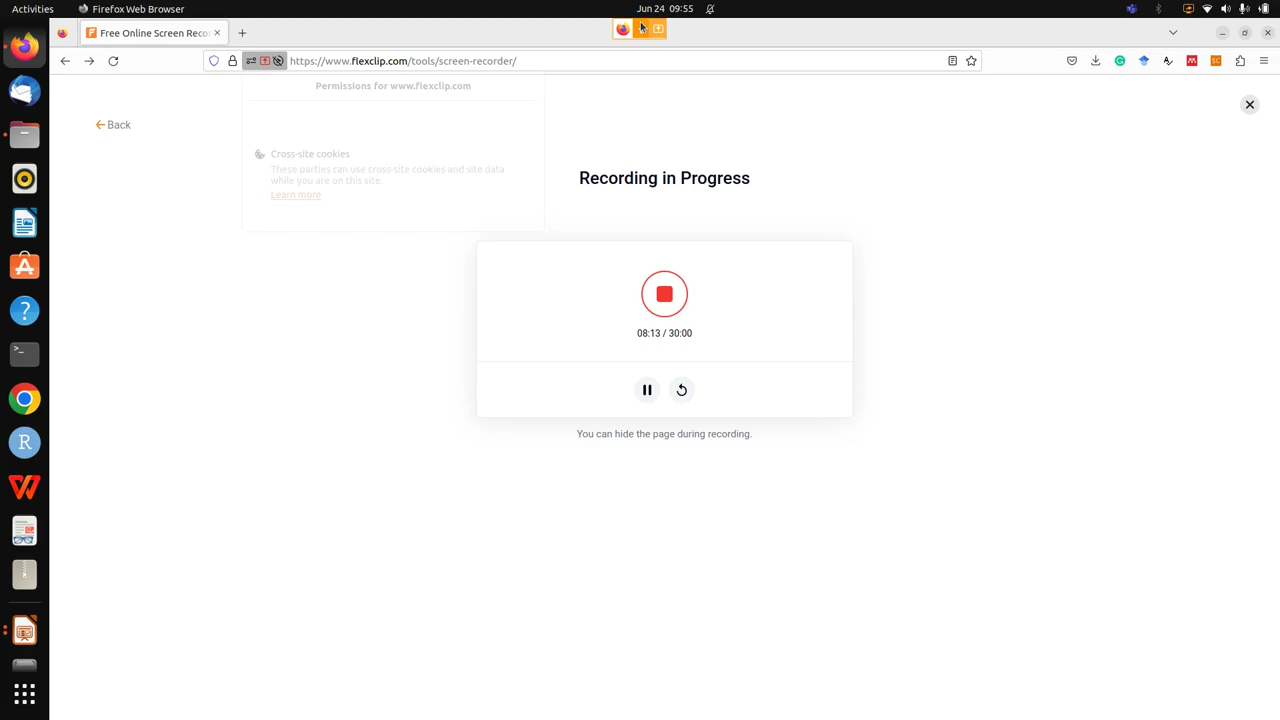 Activities
Firefox Web Browser
Jun 24 09:55
Free Online Screen Reco
https://www.flexclip.com/tools/screen-recorder/
Permissions for www.flexclip.com
Back
Cross-site cookies
These parties can use cross-site cookies and site data
while you are on this site.
Learn more
Recording in Progress
08:13 / 30:00
You can hide the page during recording.